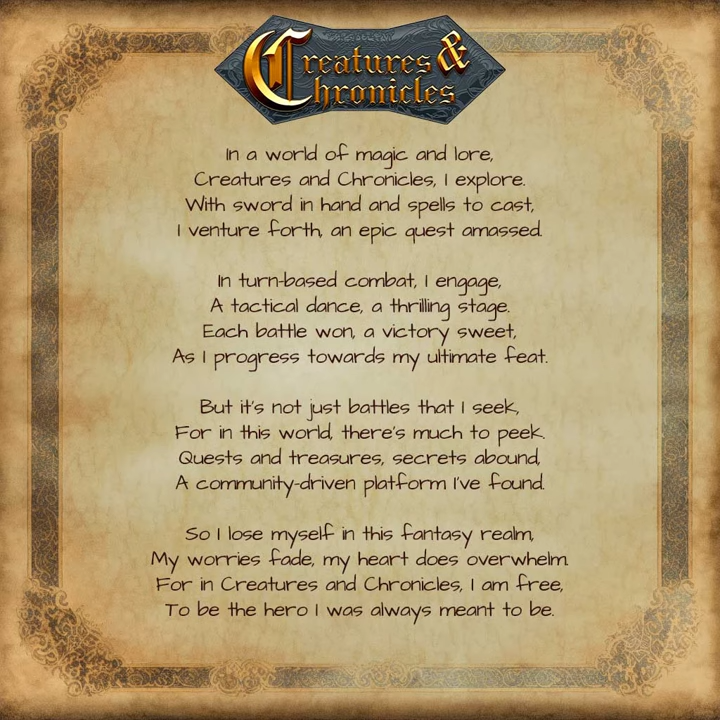 Creatures &
Chronicles
In a world of magic and lore,
Creatures and Chronicles, I explore.
With sword in hand and spells to cast,
I venture forth, an epic quest amassed.
In turn-based combat, I engage,
A tactical dance, a thrilling stage.
Each battle won, a victory sweet,
As I progress towards my ultimate feat.
But it's not just battles that I seek,
For in this world, there's much to peek.
Quests and treasures, secrets abound,
A community-driven platform I've found.
So I lose myself in this fantasy realm,
My worries fade, my heart does overwhelm.
For in Creatures and Chronicles, I am free,
To be the hero I was always meant to be.